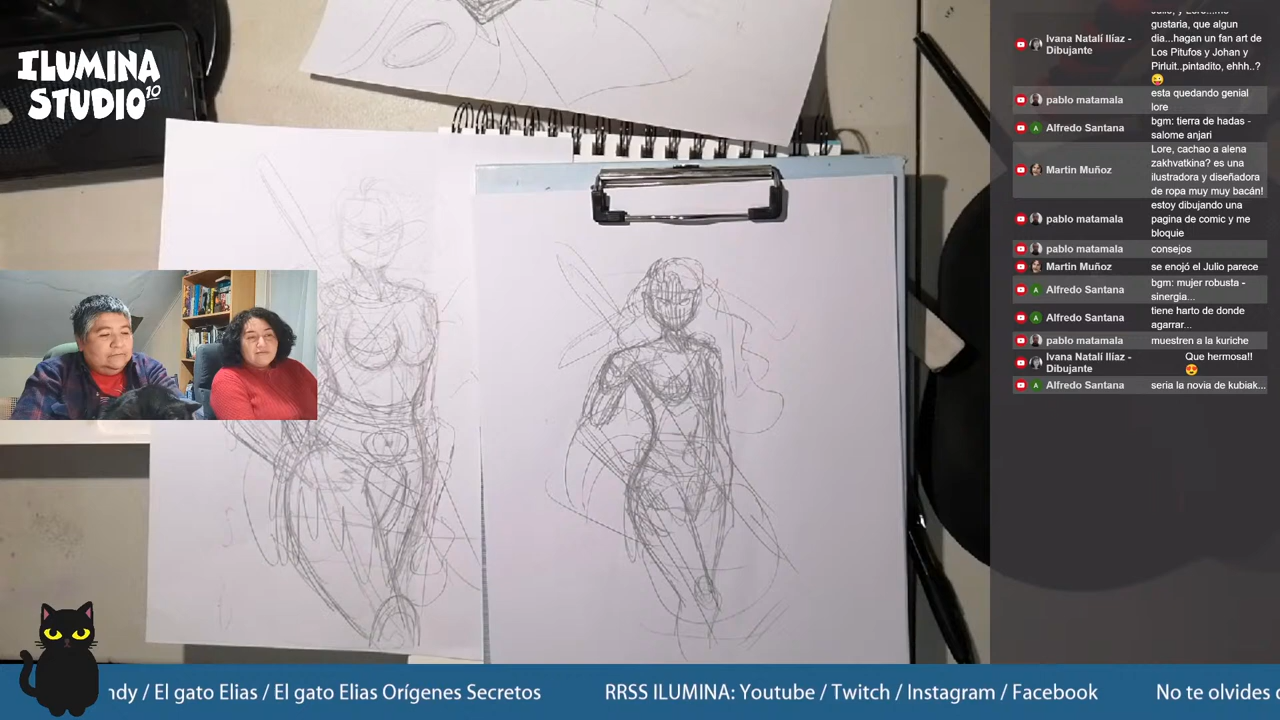 ILUMINA
STUDIO10
Ivana Natalí Ilíaz -
Dibujante
gustaria, que algun
dia...hagan un fan art de
Los Pitufos y Johan y
Pirluit..pintadito, ehhh..?
pablo matamala
esta quedando genial
lore
Alfredo Santana
bgm: tierra de hadas -
salome anjari
Martin Muñoz
Lore, cachao a alena
zakhvatkina? es una
ilustradora y diseñadora
de ropa muy muy bacán!
pablo matamala
estoy dibujando una
pagina de comic y me
bloquie
pablo matamala
consejos
Martin Muñoz
se enojó el Julío parece
Alfredo Santana
bgm: mujer robusta -
sinergia...
Alfredo Santana
tiene harto de donde
agarrar...
pablo matamala
muestren a la kuriche
Ivana Natalí Ilíaz -
Dibujante
Que hermosa!!
Alfredo Santana
seria la novia de kubiak...
ndy / El gato Elias / El gato Elias Orígenes Secretos
RRSS ILUMINA: Youtube / Twitch / Instagram / Facebook
No te olvides